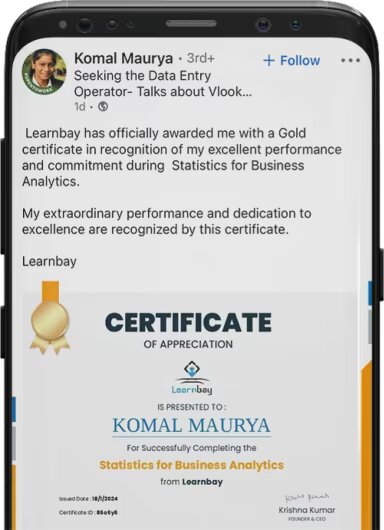 Komal Maurya · 3rd+
+ Follow
Seeking the Data Entry
Operator- Talks about Vlook...
1d ·
Learnbay has officially awarded me with a Gold
certificate in recognition of my excellent performance
and commitment during Statistics for Business
Analytics.
My extraordinary performance and dedication to
excellence are recognized by this certificate.
Learnbay
CERTIFICATE
OF APPRECIATION
Learnbay
IS PRESENTED TO :
KOMAL MAURYA
For Successfully Completing the
Statistics for Business Analytics
from Learnbay
Issued Date : 18/1/2024
Certificate ID : 86a6y6
Krishna Kumar
FOUNDER & CEO